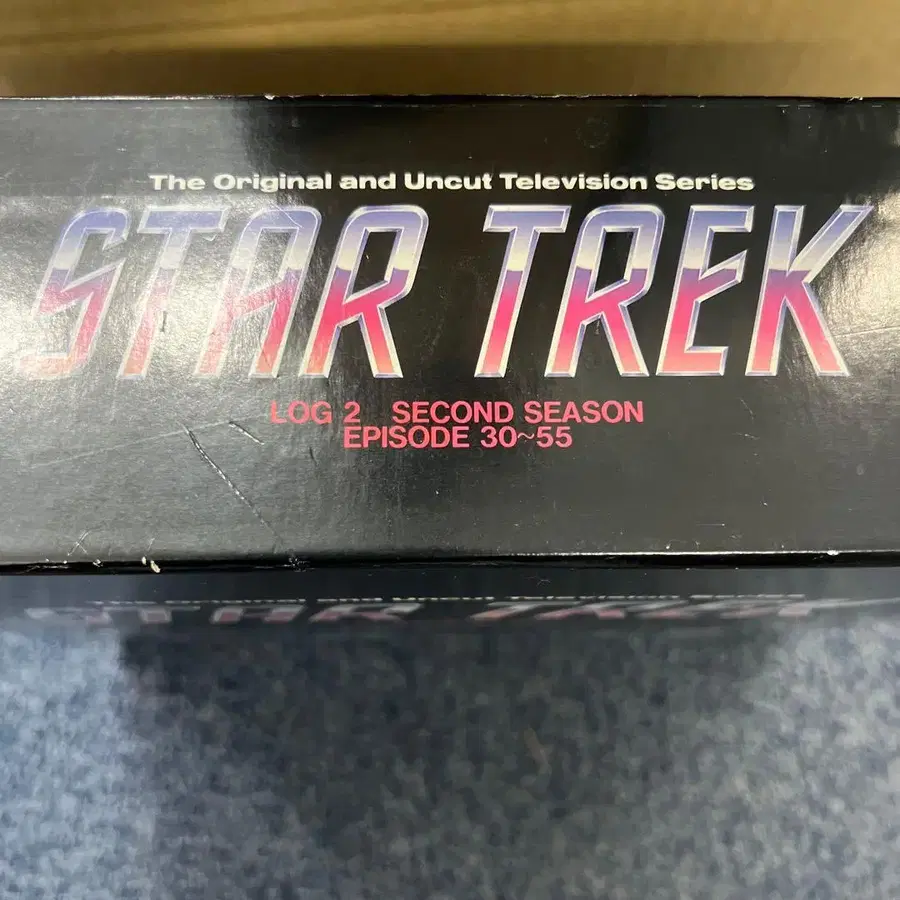 The Original and Uncut Television Series
STAR TREK
LOG 2 SECOND SEASON
EPISODE 30~55